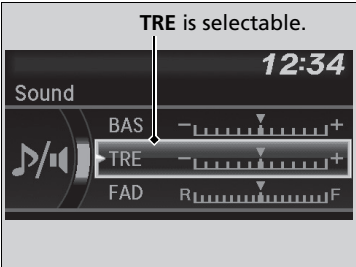 TRE is selectable.
12:34
Sound
BAS - +
TRE - +
FAD R F